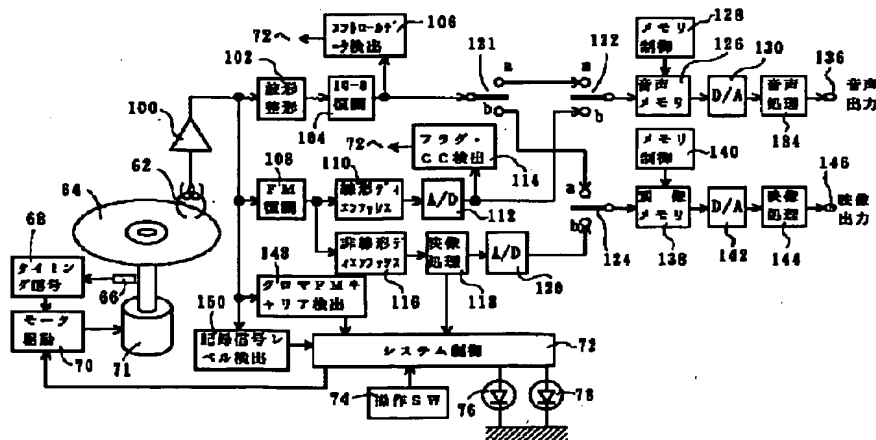 コントロールデ
ータ検出
106
72へ
102
波形
整形
10-8
復調
104
121
a
b
a
122
b
メモリ
制御
128
126
130
136
音声
メモリ
D/A
音声
処理
134
音声
出力
100
62
64
72へ
フラグ・
CC検出
114
108
FM
復調
110
線形ディ
エンファシス
A/D
112
メモリ
制御
140
a
b
124
画像
メモリ
138
D/A
142
映像
処理
144
146
映像
出力
68
タイミン
グ信号
66
148
非線形デ
ィエンファシス
116
映像
処理
118
A/D
120
クロマFMキ
ャリア検出
モータ
駆動
70
71
150
記録信号レ
ベル検出
システム制御
72
74
操作SW
76
78